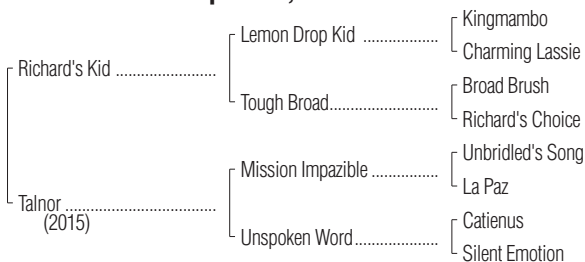 Kingmambo
Lemon Drop Kid ..................
Charming Lassie
Richard's Kid ........................
Broad Brush
Tough Broad..........................
Richard's Choice
Unbridled's Song
Mission Impazible ................
La Paz
Talnor ....................................
(2015)
Catienus
Unspoken Word....................
Silent Emotion